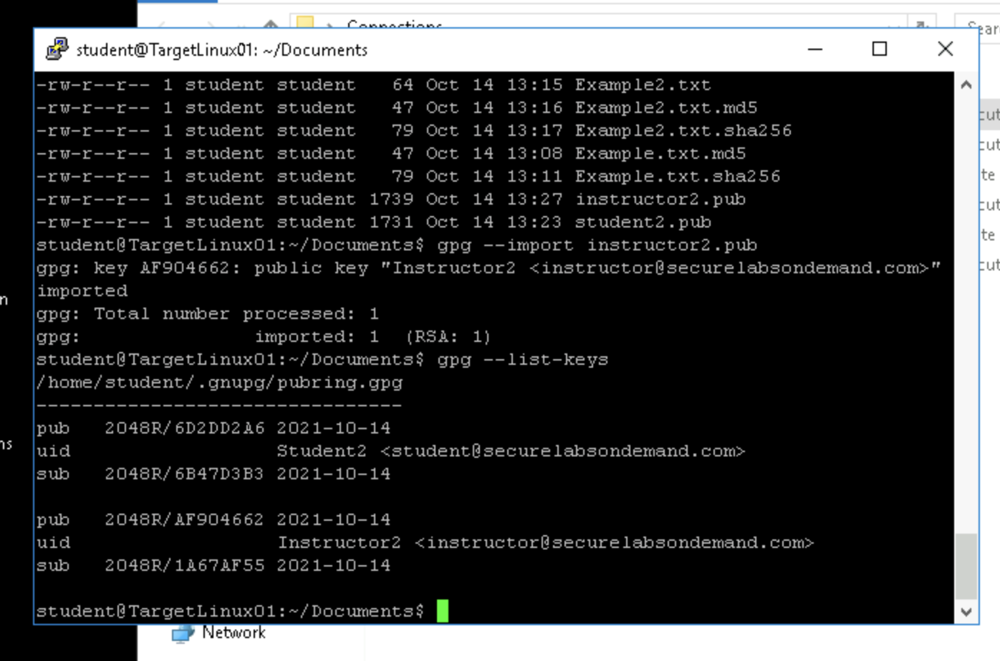 Connections
student@TargetLinux01: ~/Documents
-rw-r--r-- 1 student student   64 Oct 14 13:15 Example2.txt
-rw-r--r-- 1 student student   47 Oct 14 13:16 Example2.txt.md5
-rw-r--r-- 1 student student   79 Oct 14 13:17 Example2.txt.sha256
-rw-r--r-- 1 student student   47 Oct 14 13:08 Example.txt.md5
-rw-r--r-- 1 student student   79 Oct 14 13:11 Example.txt.sha256
-rw-r--r-- 1 student student 1739 Oct 14 13:27 instructor2.pub
-rw-r--r-- 1 student student 1731 Oct 14 13:23 student2.pub
student@TargetLinux01:~/Documents$ gpg --import instructor2.pub
gpg: key AF904662: public key "Instructor2 <instructor@securelabsondemand.com>"
imported
gpg: Total number processed: 1
gpg:               imported: 1  (RSA: 1)
student@TargetLinux01:~/Documents$ gpg --list-keys
/home/student/.gnupg/pubring.gpg
--------------------------------
pub   2048R/6D2DD2A6 2021-10-14
uid                  Student2 <student@securelabsondemand.com>
sub   2048R/6B47D3B3 2021-10-14
pub   2048R/AF904662 2021-10-14
uid                  Instructor2 <instructor@securelabsondemand.com>
sub   2048R/1A67AF55 2021-10-14
student@TargetLinux01:~/Documents$
Network